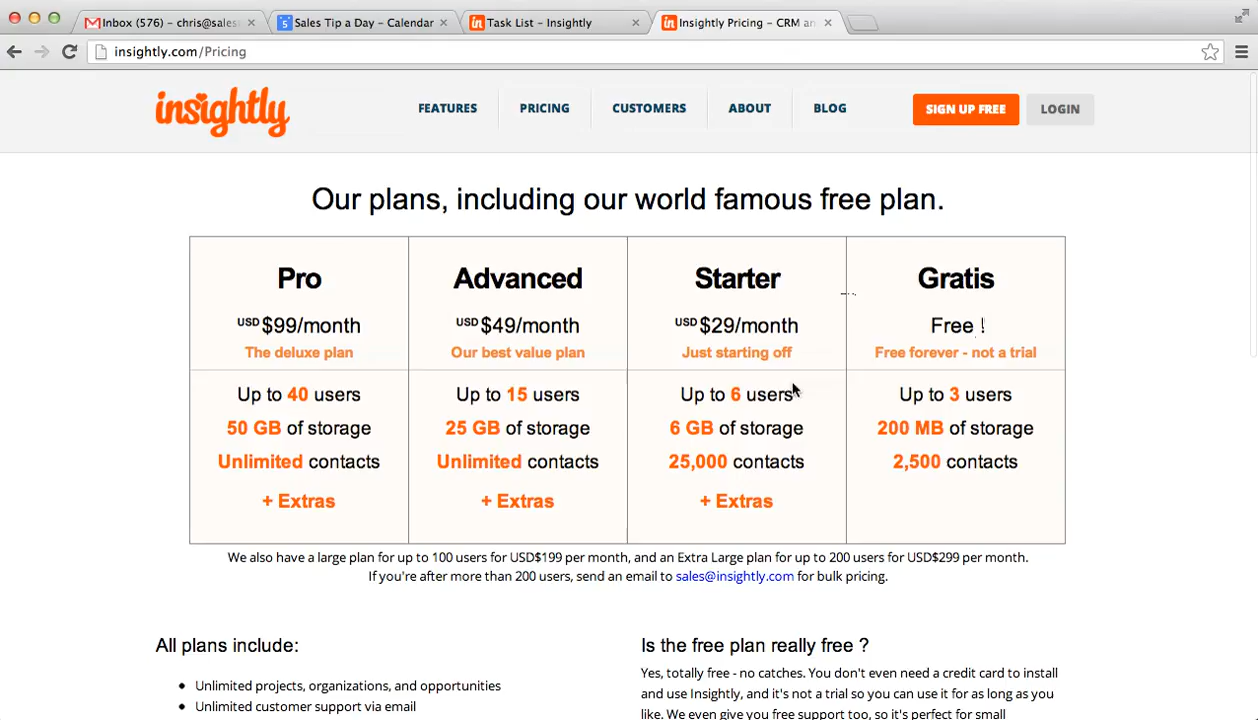 Inbox (576) – chris@sales
Sales Tip a Day – Calendar
Task List – Insightly
Insightly Pricing – CRM an
insightly.com/Pricing
insightly
FEATURES
PRICING
CUSTOMERS
ABOUT
BLOG
SIGN UP FREE
LOGIN
Our plans, including our world famous free plan.
Pro
USD $99/month
The deluxe plan
Up to 40 users
50 GB of storage
Unlimited contacts
+ Extras
Advanced
USD $49/month
Our best value plan
Up to 15 users
25 GB of storage
Unlimited contacts
+ Extras
Starter
USD $29/month
Just starting off
Up to 6 users
6 GB of storage
25,000 contacts
+ Extras
Gratis
Free !
Free forever - not a trial
Up to 3 users
200 MB of storage
2,500 contacts
We also have a large plan for up to 100 users for USD$199 per month, and an Extra Large plan for up to 200 users for USD$299 per month.
If you're after more than 200 users, send an email to sales@insightly.com for bulk pricing.
All plans include:
Unlimited projects, organizations, and opportunities
Unlimited customer support via email
Is the free plan really free ?
Yes, totally free - no catches. You don't even need a credit card to install
and use Insightly, and it's not a trial so you can use it for as long as you
like. We even give you free support too, so it's perfect for small